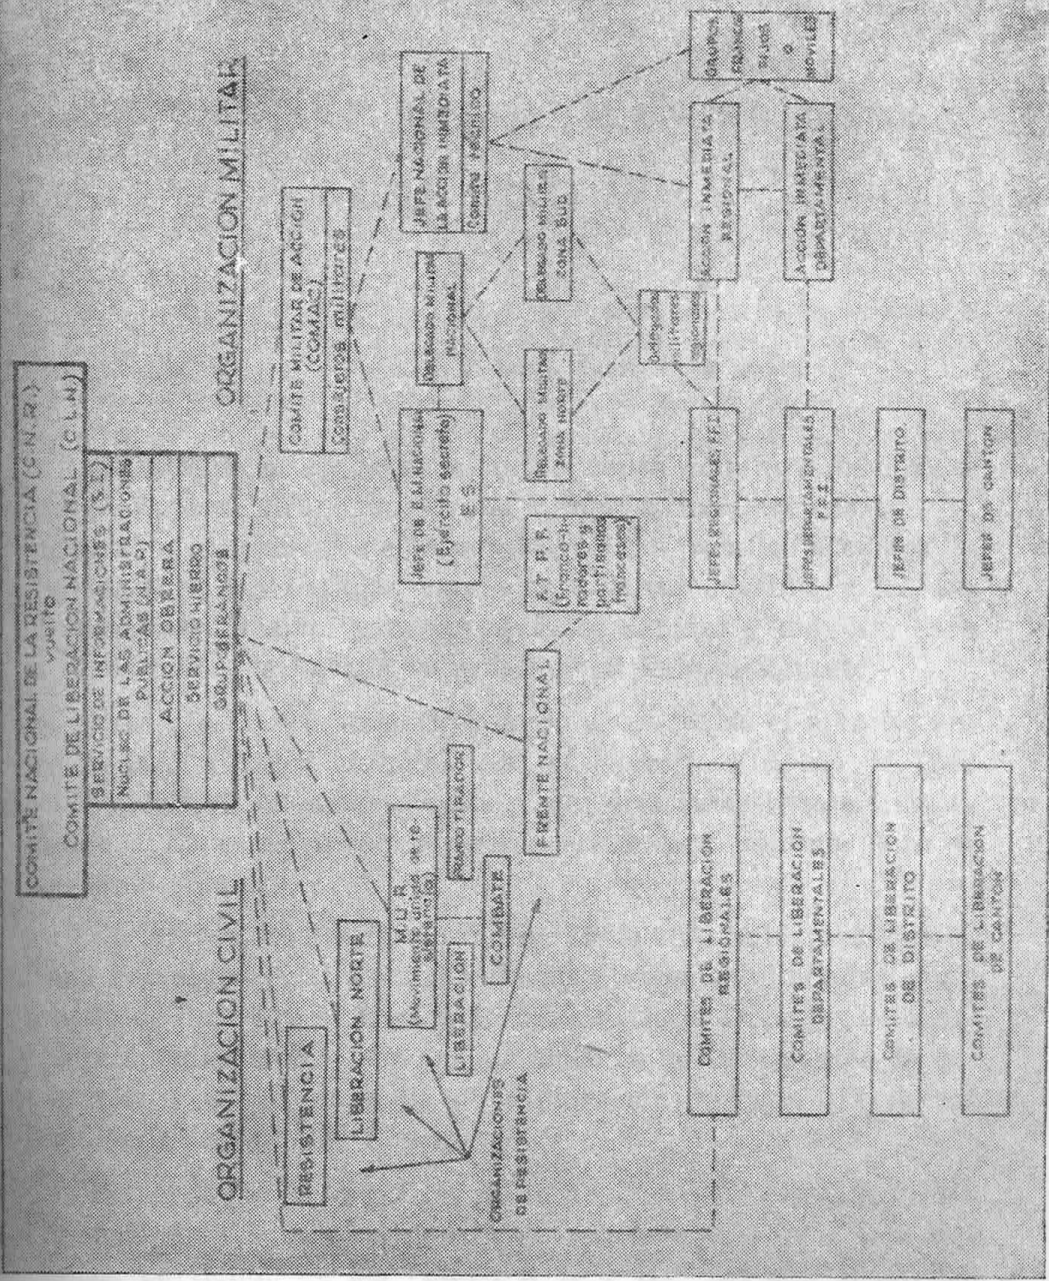 COMITE NACIONAL DE LA RESISTENCIA (C.N.R.)
vuelto
COMITE DE LIBERACION NACIONAL (C.L.N.)
SERVICIO DE INFORMACIONES (S.I.)
NUCLEO DE LAS ADMINISTRACIONES
PUBLICAS (N.A.P.)
ACCION OBRERA
SERVICIO HIERRO
GRUPOS FRANCOS
ORGANIZACION CIVIL
RESISTENCIA
LIBERACION NORTE
M.U.R.
(Movimiento unido de re-
sistencia)
LIBERACION
COMBATE
FRANCO TIRADOR
FRENTE NACIONAL
ORGANIZACIONES
DE RESISTENCIA
COMITES DE LIBERACION
REGIONALES
COMITES DE LIBERACION
DEPARTAMENTALES
COMITES DE LIBERACION
DE DISTRITO
COMITES DE LIBERACION
DE CANTON
ORGANIZACION MILITAR
COMITE MILITAR DE ACCION
(COMAC)
Consejeros militares
JEFE DE E.M. NACIONAL
(Ejercito secreto)
E.S.
DELEGADO MILITAR
NACIONAL
JEFE NACIONAL DE
LA ACCION INMEDIATA
DELEGADO MILITAR
ZONA NORTE
DELEGADO MILITAR
ZONA SUD
F.T.P.F.
(Franco-ti-
radores y
partisanos
franceses)
Delegados
militares
regionales
JEFES REGIONALES FFI
JEFES DEPARTAMENTALES
F.F.I.
JEFES DE DISTRITO
JEFES DE CANTON
ACCION INMEDIATA
REGIONAL
ACCION INMEDIATA
DEPARTAMENTAL
GRUPOS
FRANCOS
FIJOS
O
MOVILES